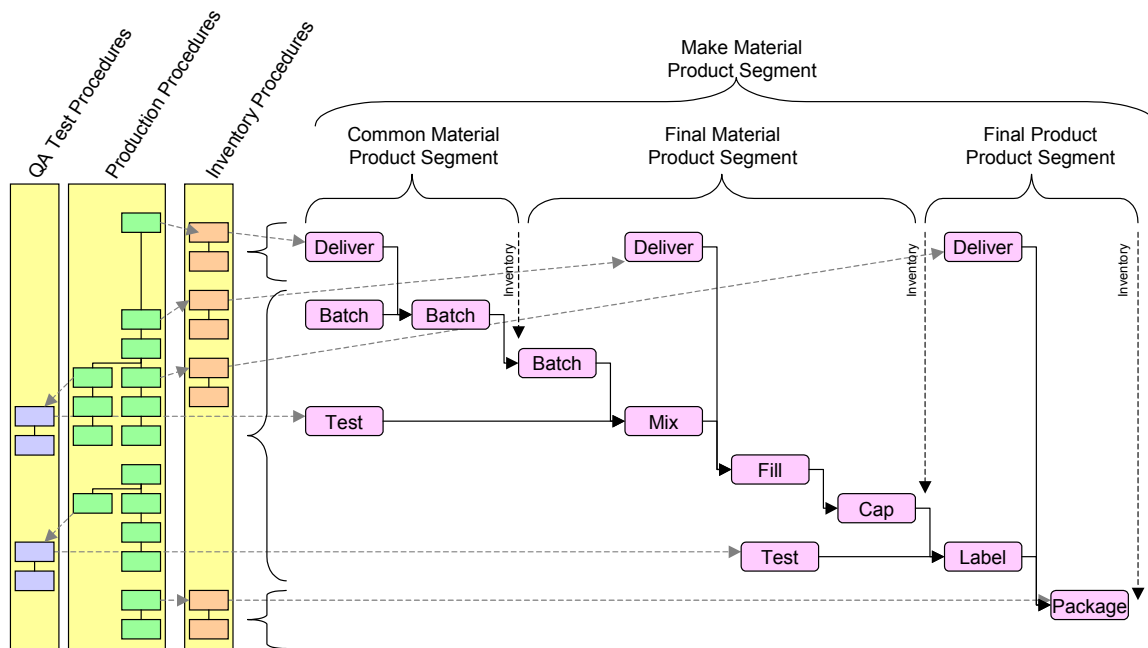 Make Material
Product Segment
QA Test Procedures
Production Procedures
Inventory Procedures
Common Material
Product Segment
Final Material
Product Segment
Final Product
Product Segment
Deliver
Deliver
Deliver
Inventory
Inventory
Inventory
Batch
Batch
Batch
Test
Mix
Fill
Cap
Test
Label
Package